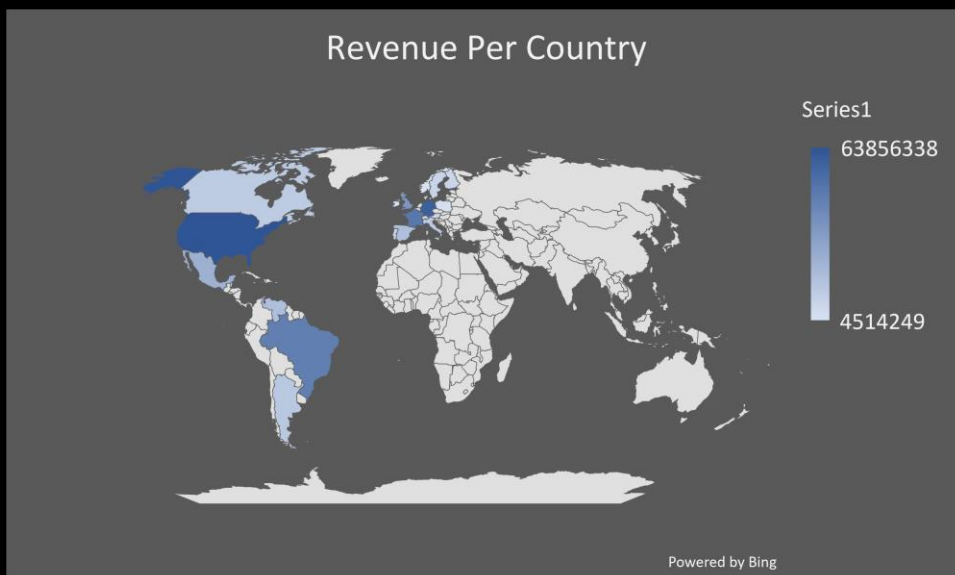 Revenue Per Country
Series1
63856338
4514249
Powered by Bing